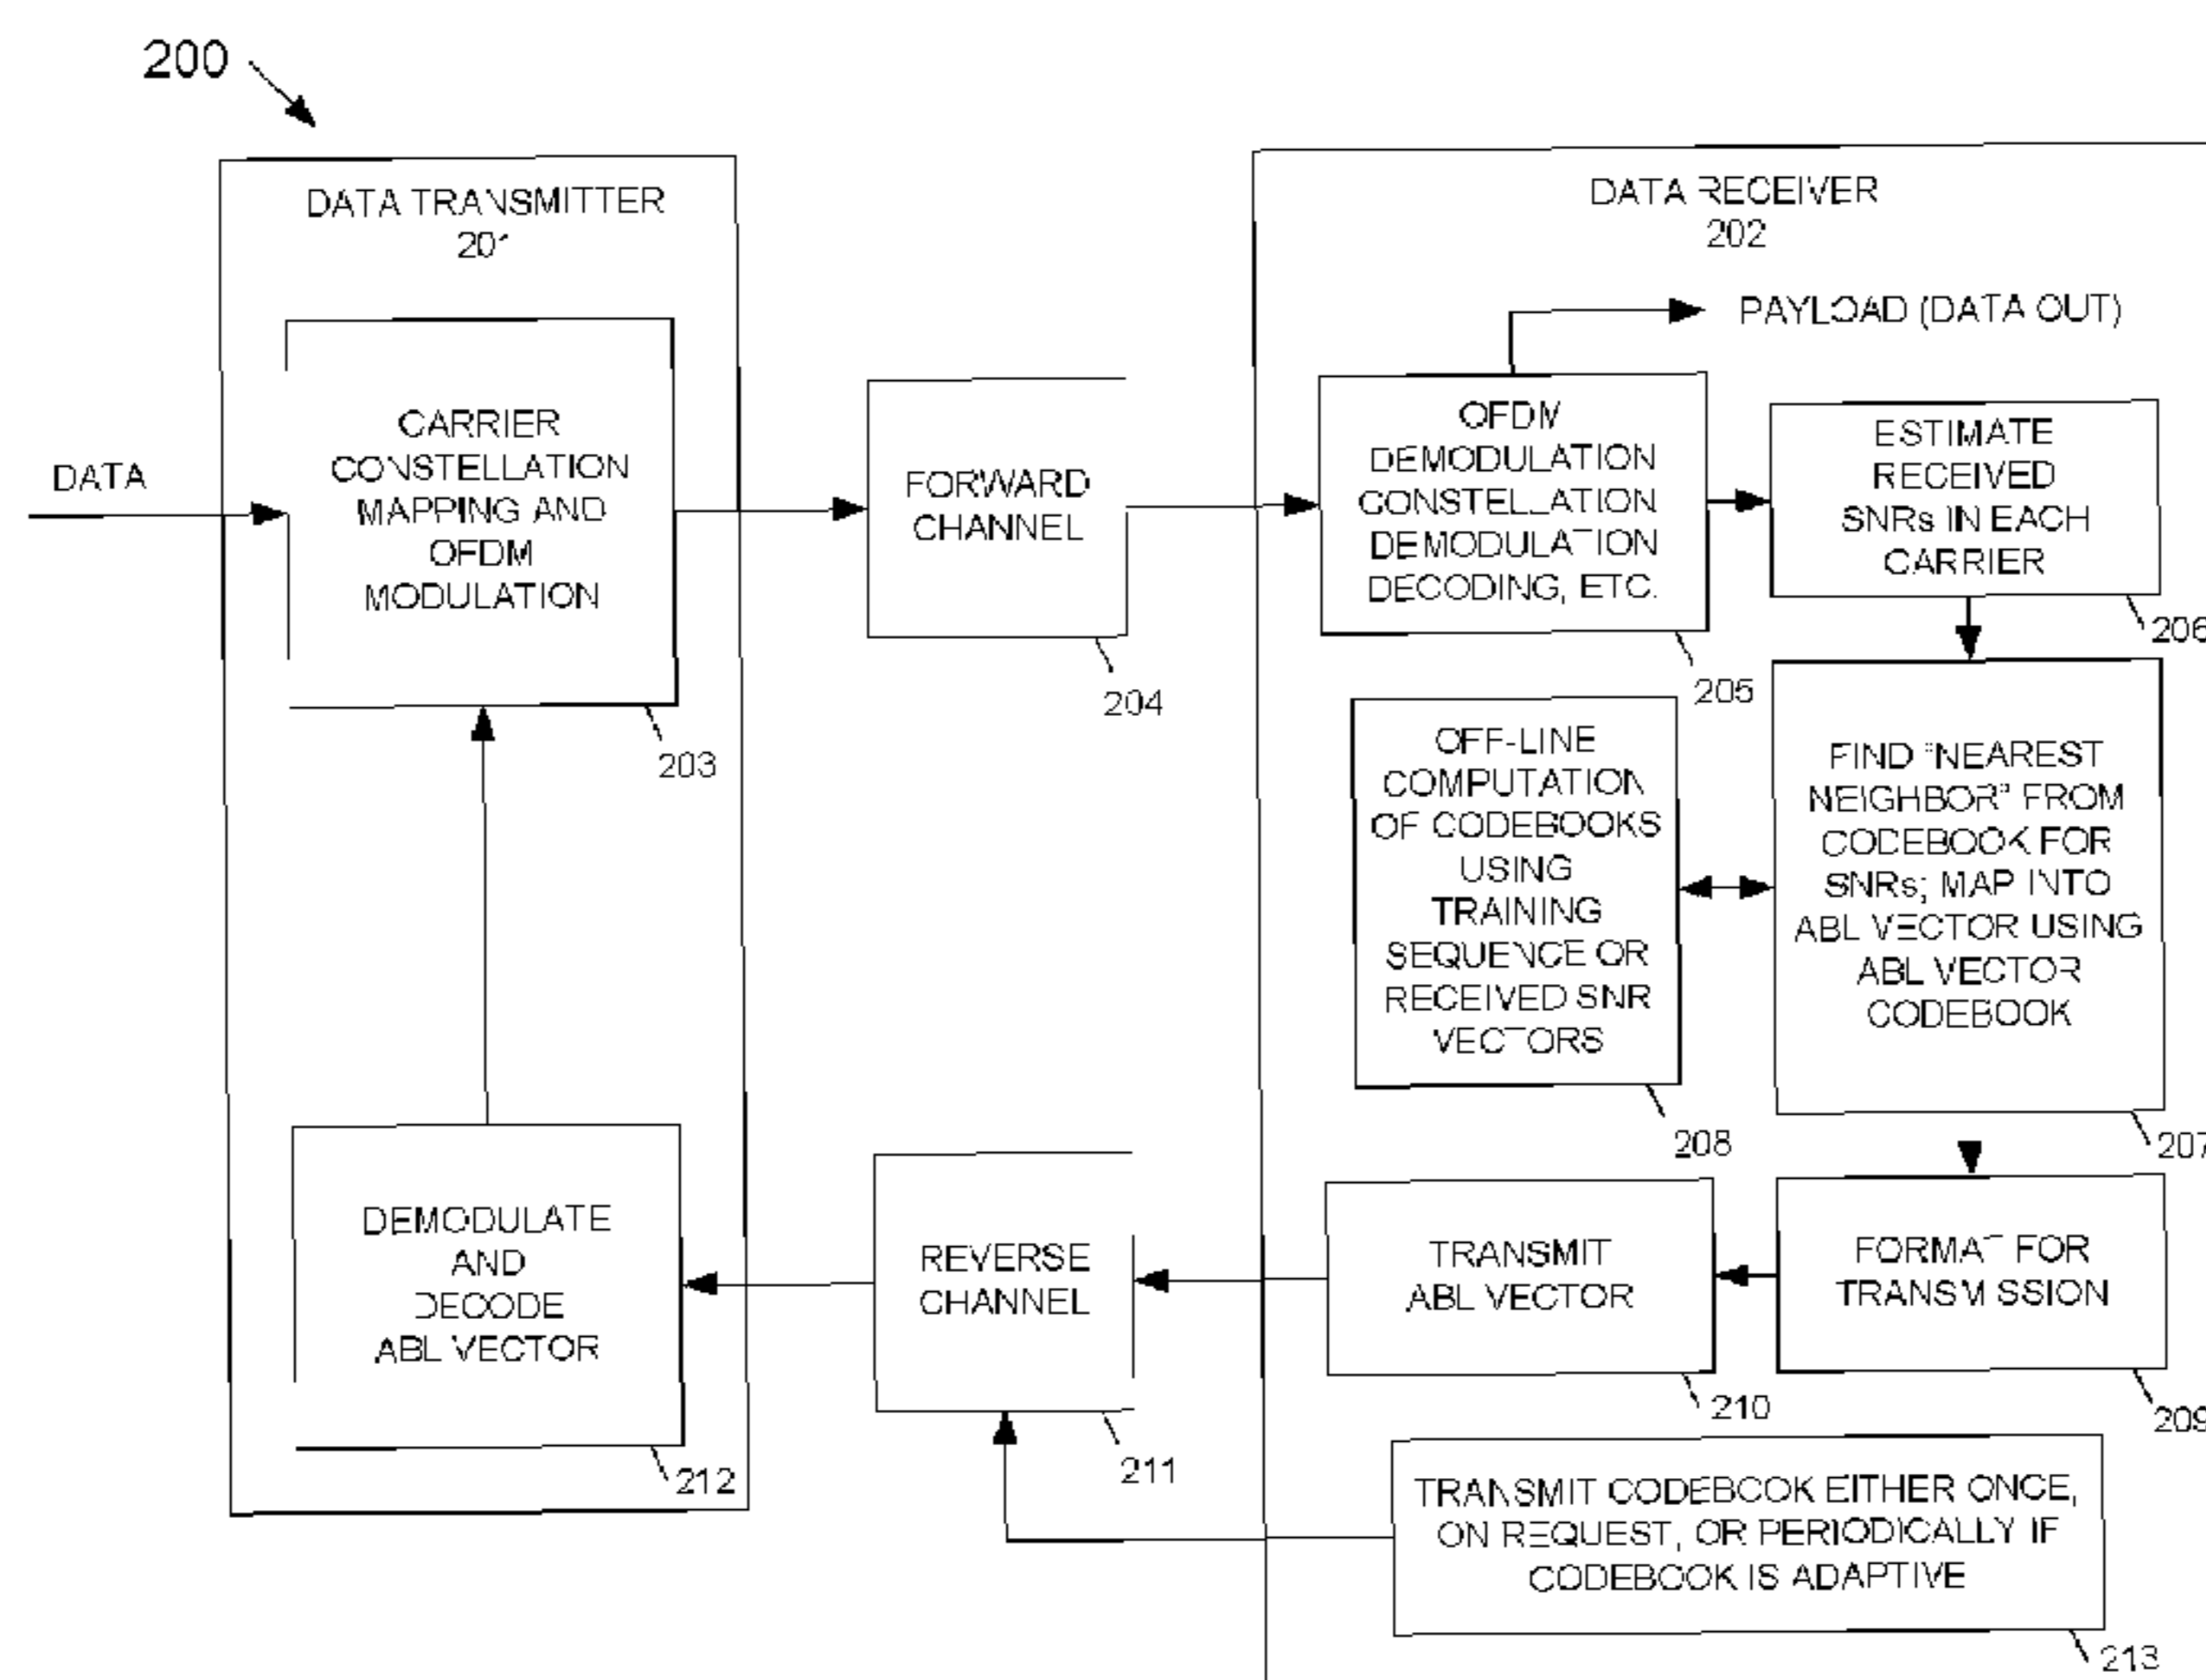 200
DATA TRANSMITTER
201
DATA RECEIVER
202
PAYLOAD (DATA OUT)
DATA
CARRIER
CONSTELLATION
MAPPING AND
OFDM
MODULATION
203
FORWARD
CHANNEL
204
OFDM
DEMODULATION
CONSTELLATION
DEMODULATION
DECODING, ETC.
205
ESTIMATE
RECEIVED
SNRs IN EACH
CARRIER
206
OFF-LINE
COMPUTATION
OF CODEBOOKS
USING
TRAINING
SEQUENCE OR
RECEIVED SNR
VECTORS
208
FIND "NEAREST
NEIGHBOR" FROM
CODEBOOK FOR
SNRs; MAP INTO
ABL VECTOR USING
ABL VECTOR
CODEBOOK
207
DEMODULATE
AND
DECODE
ABL VECTOR
212
REVERSE
CHANNEL
211
TRANSMIT
ABL VECTOR
210
FORMAT FOR
TRANSMISSION
209
TRANSMIT CODEBOOK EITHER ONCE,
ON REQUEST, OR PERIODICALLY IF
CODEBOOK IS ADAPTIVE
213